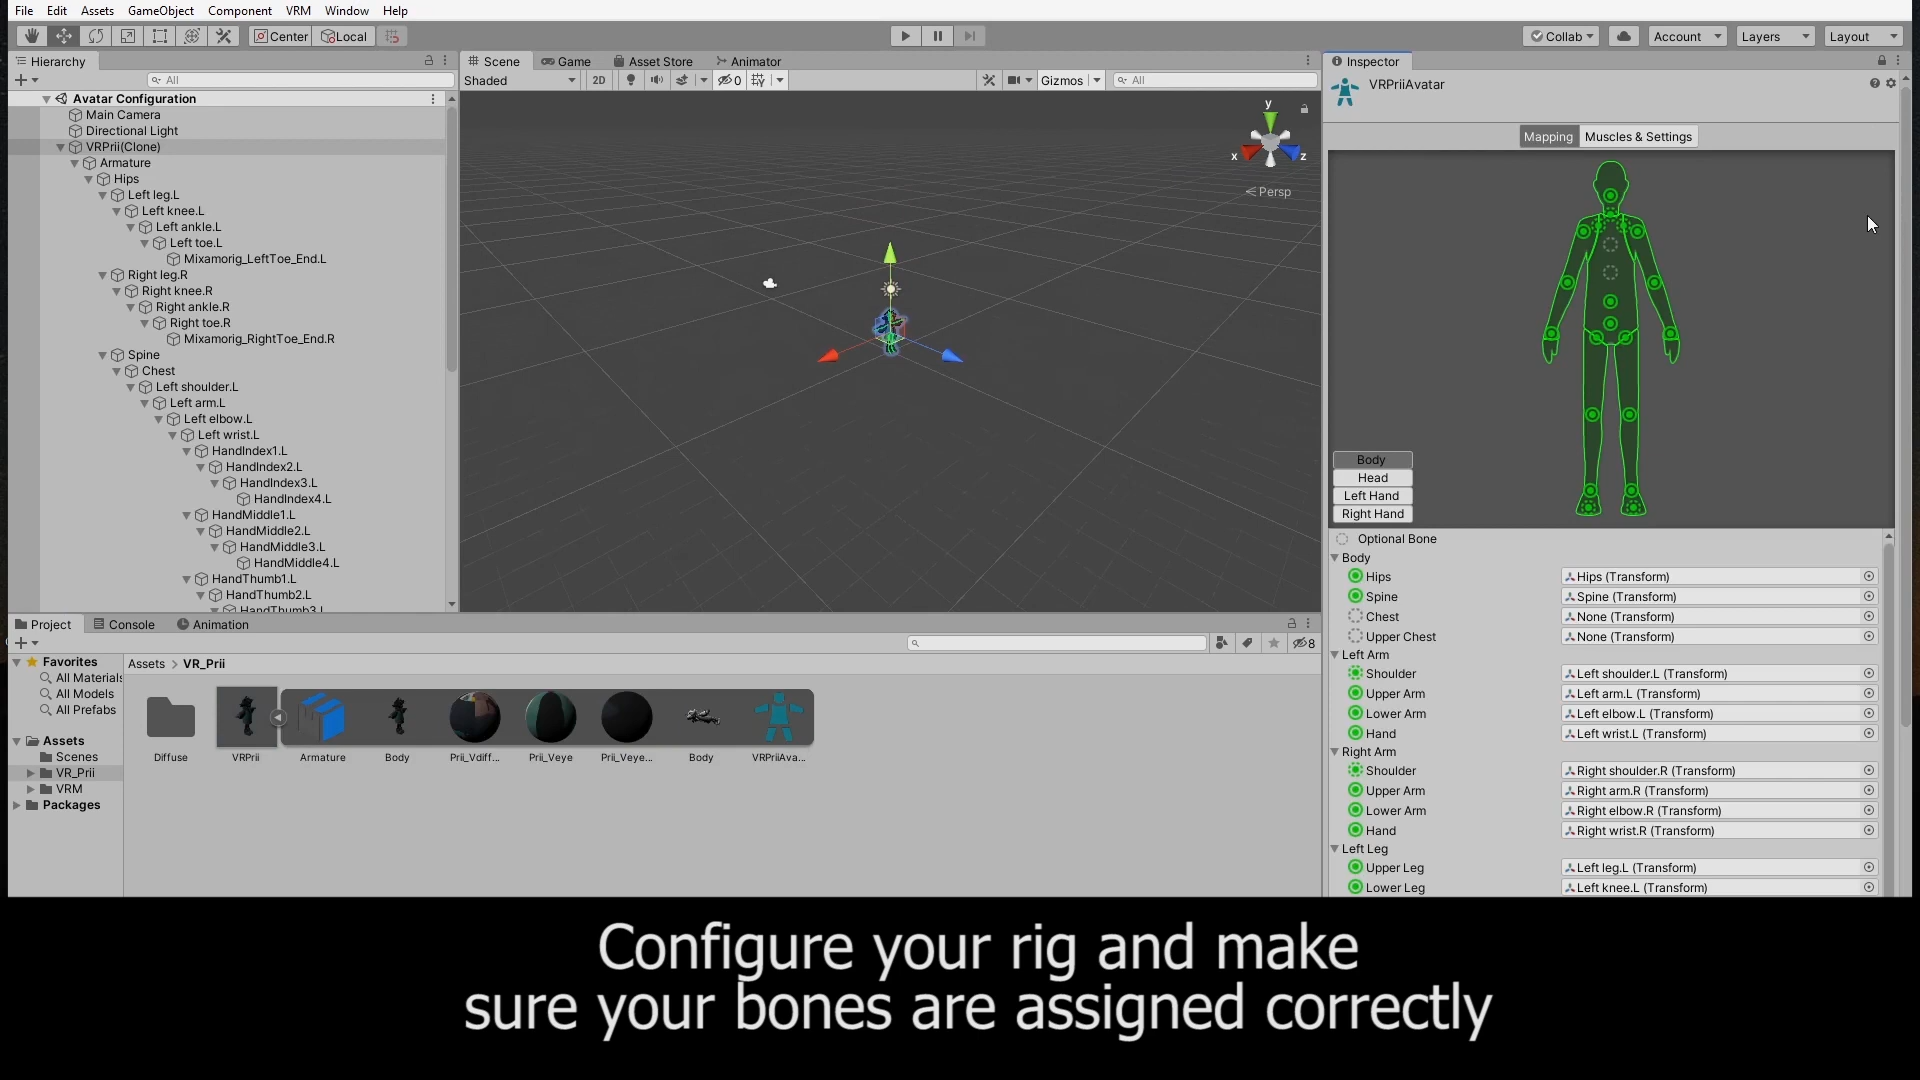 File Edit Assets GameObject Component VRM Window Help
Center Local Collab Account Layers Layout
Hierarchy
All
Avatar Configuration
Main Camera
Directional Light
VRPrii(Clone)
Armature
Hips
Left leg.L
Left knee.L
Left ankle.L
Left toe.L
Mixamorig_LeftToe_End.L
Right leg.R
Right knee.R
Right ankle.R
Right toe.R
Mixamorig_RightToe_End.R
Spine
Chest
Left shoulder.L
Left arm.L
Left elbow.L
Left wrist.L
HandIndex1.L
HandIndex2.L
HandIndex3.L
HandIndex4.L
HandMiddle1.L
HandMiddle2.L
HandMiddle3.L
HandMiddle4.L
HandThumb1.L
HandThumb2.L
HandThumb3.L
Scene Game Asset Store Animator
Shaded 2D 0 Gizmos All
y
x z
Persp
Inspector
VRPriiAvatar
Mapping Muscles & Settings
Body
Head
Left Hand
Right Hand
Optional Bone
Body
Hips Hips (Transform)
Spine Spine (Transform)
Chest None (Transform)
Upper Chest None (Transform)
Left Arm
Shoulder Left shoulder.L (Transform)
Upper Arm Left arm.L (Transform)
Lower Arm Left elbow.L (Transform)
Hand Left wrist.L (Transform)
Right Arm
Shoulder Right shoulder.R (Transform)
Upper Arm Right arm.R (Transform)
Lower Arm Right elbow.R (Transform)
Hand Right wrist.R (Transform)
Left Leg
Upper Leg Left leg.L (Transform)
Lower Leg Left knee.L (Transform)
Project Console Animation
8
Favorites
All Materials
All Models
All Prefabs
Assets
Scenes
VR_Prii
VRM
Packages
Assets > VR_Prii
Diffuse VRPrii Armature Body Prii_Vdiff... Prii_Veye Prii_Veye... Body VRPriiAva...
Configure your rig and make
sure your bones are assigned correctly